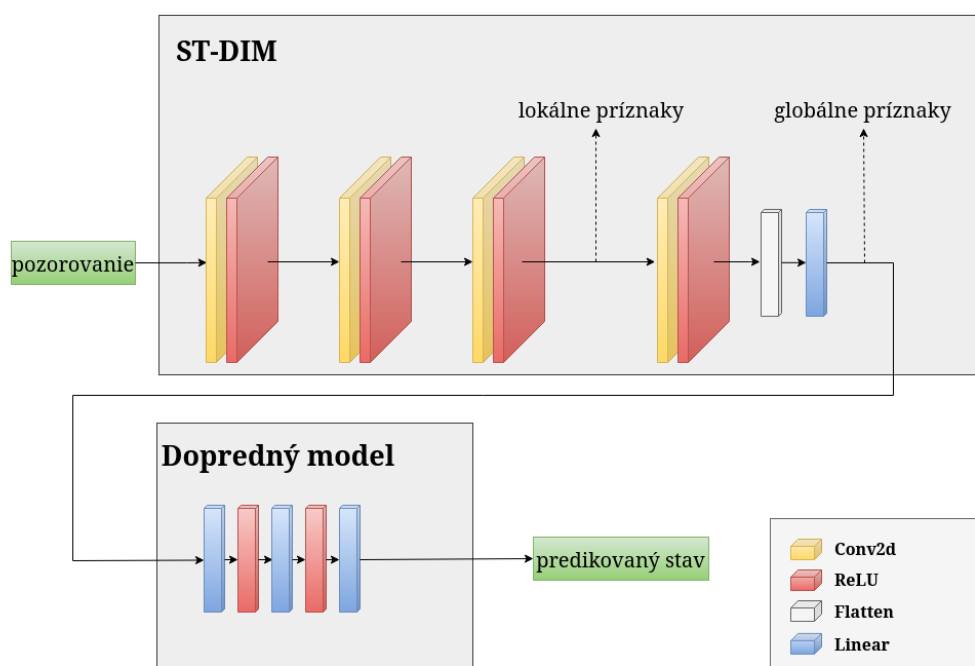 ST-DIM
lokálne príznaky
globálne príznaky
pozorovanie
Dopredný model
predikovaný stav
Conv2d
ReLU
Flatten
Linear